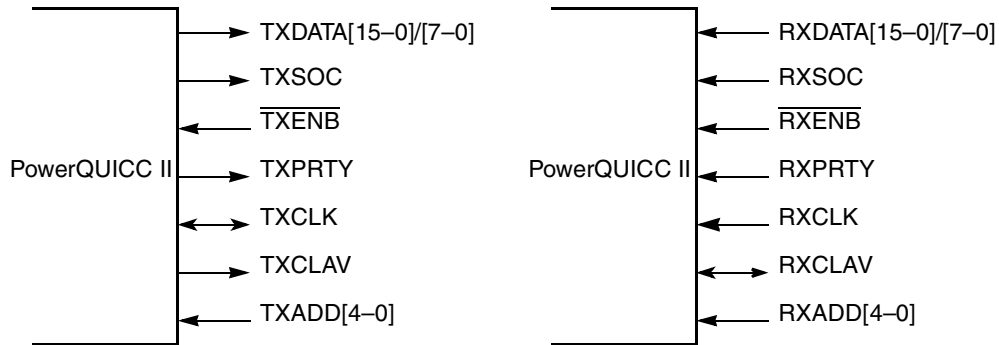 TXDATA[15–0]/[7–0]
TXSOC
TXENB
PowerQUICC II
TXPRTY
TXCLK
TXCLAV
TXADD[4–0]
RXDATA[15–0]/[7–0]
RXSOC
RXENB
PowerQUICC II
RXPRTY
RXCLK
RXCLAV
RXADD[4–0]